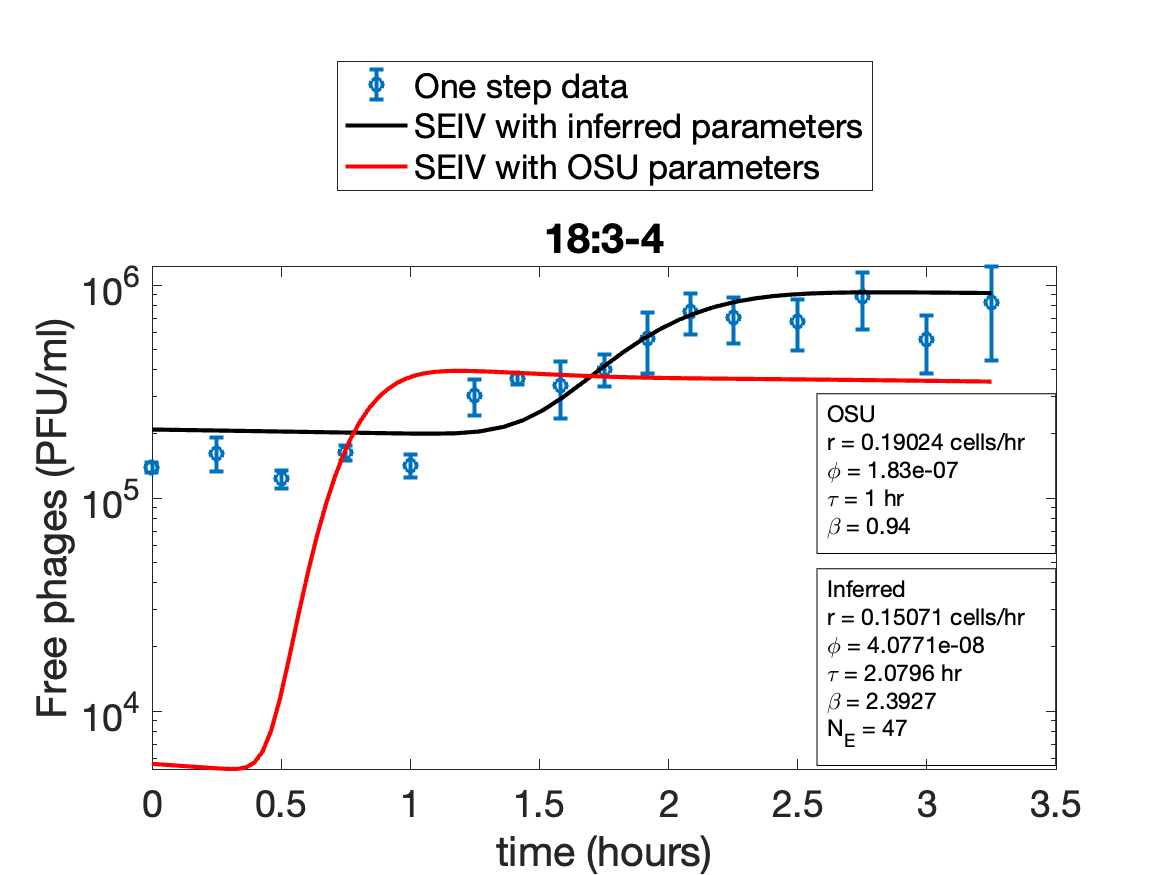 One step data
SEIV with inferred parameters
SEIV with OSU parameters
18:3-4
Free phages (PFU/ml)
10^6
10^5
10^4
OSU
r = 0.19024 cells/hr
ϕ = 1.83e-07
τ = 1 hr
β = 0.94
Inferred
r = 0.15071 cells/hr
ϕ = 4.0771e-08
τ = 2.0796 hr
β = 2.3927
N_E = 47
0 0.5 1 1.5 2 2.5 3 3.5
time (hours)